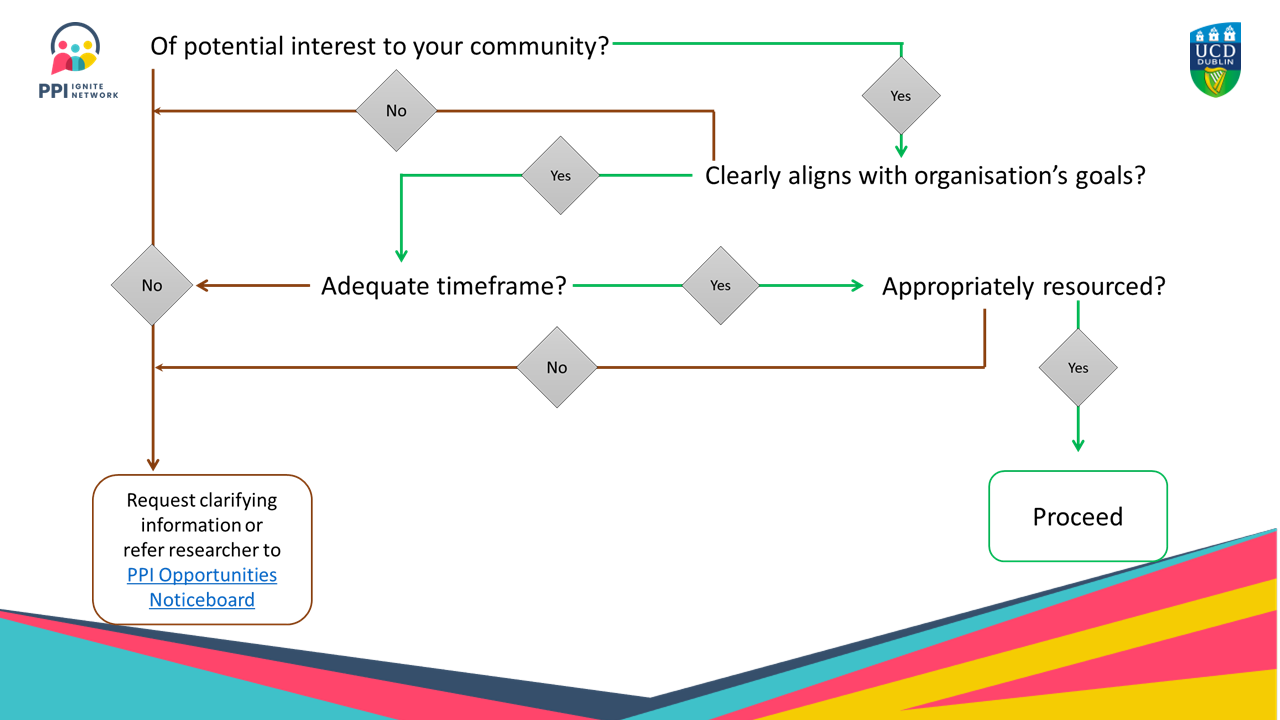 Of potential interest to your community?
PPI IGNITE NETWORK
UCD
DUBLIN
Yes
No
Yes
Clearly aligns with organisation’s goals?
No
Adequate timeframe?
Yes
Appropriately resourced?
No
Yes
Request clarifying
information or
refer researcher to
PPI Opportunities
Noticeboard
Proceed